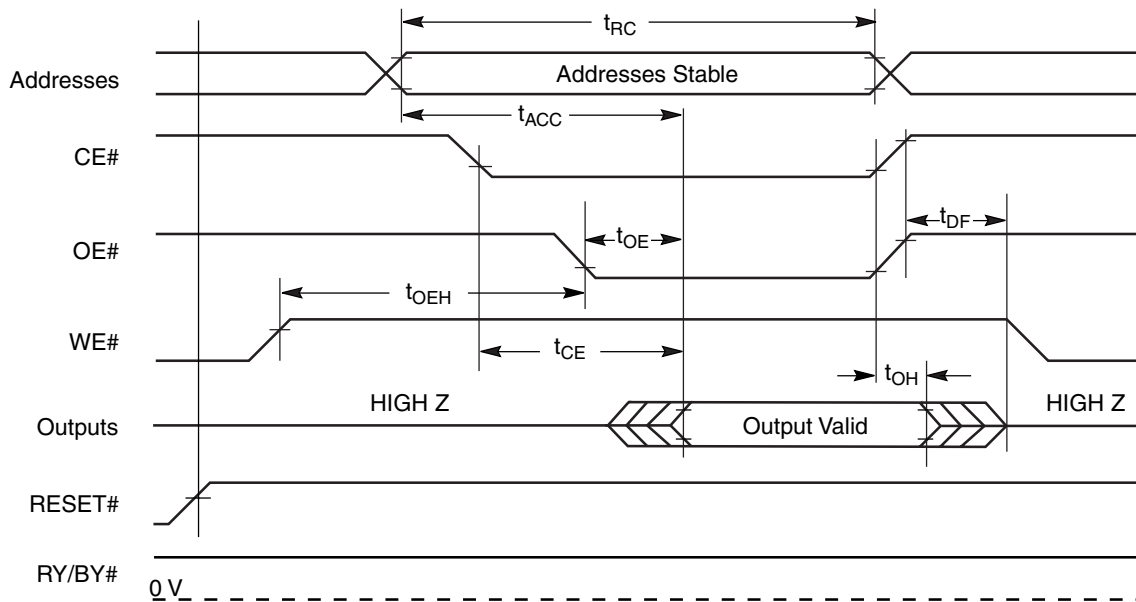 tRC
Addresses
Addresses Stable
tACC
CE#
tDF
OE#
tOE
tOEH
WE#
tCE
tOH
HIGH Z
HIGH Z
Outputs
Output Valid
RESET#
RY/BY#
0 V